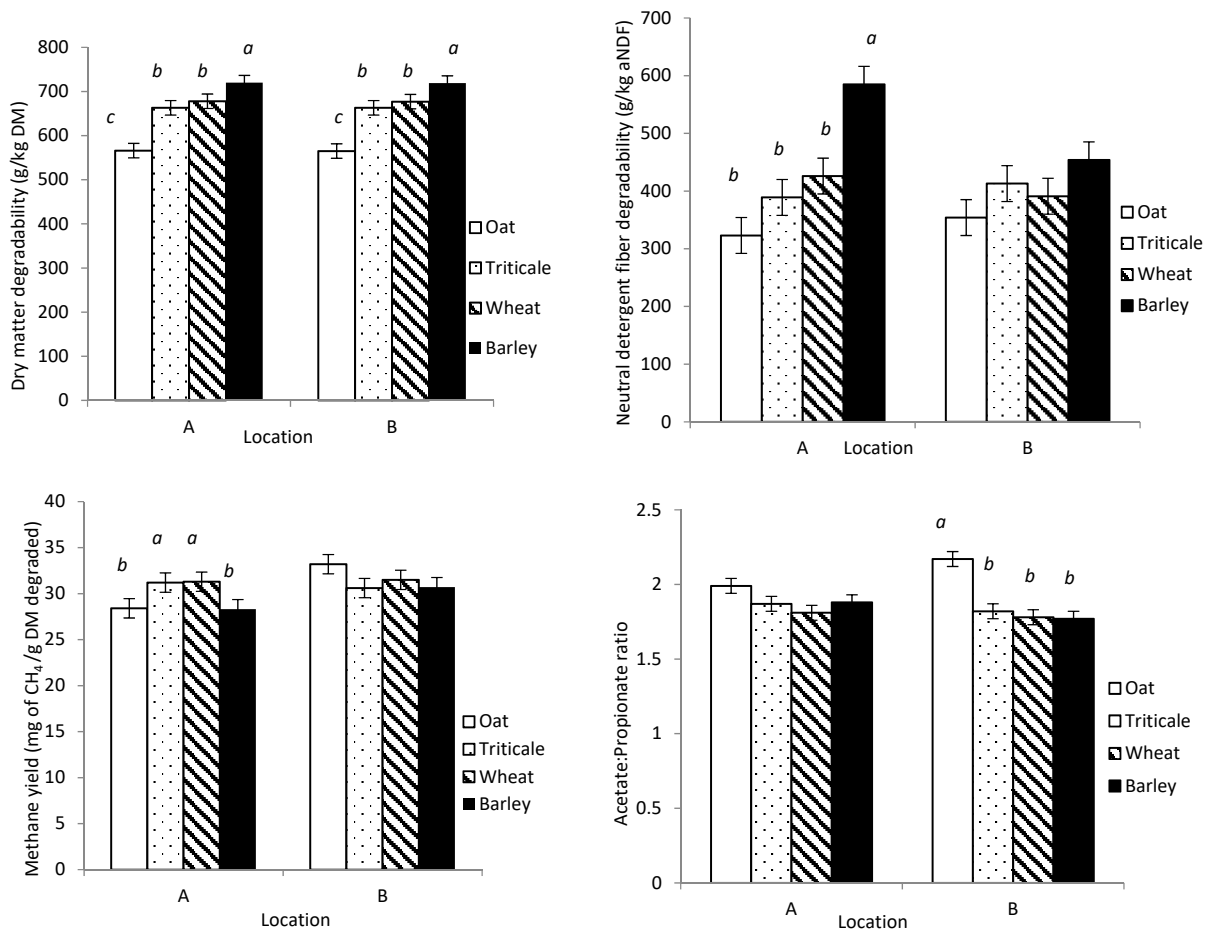 Dry matter degradability (g/kg DM)
800
700
600
500
400
300
200
100
0
c
b
b
a
c
b
b
a
A
B
Location
Oat
Triticale
Wheat
Barley
Neutral detergent fiber degradability (g/kg aNDF)
700
600
500
400
300
200
100
0
b
b
b
a
A
B
Location
Oat
Triticale
Wheat
Barley
Methane yield (mg of CH₄/g DM degraded)
40
35
30
25
20
15
10
5
0
b
a
a
b
A
B
Location
Oat
Triticale
Wheat
Barley
Acetate:Propionate ratio
2.5
2
1.5
1
0.5
0
a
b
b
b
A
B
Location
Oat
Triticale
Wheat
Barley